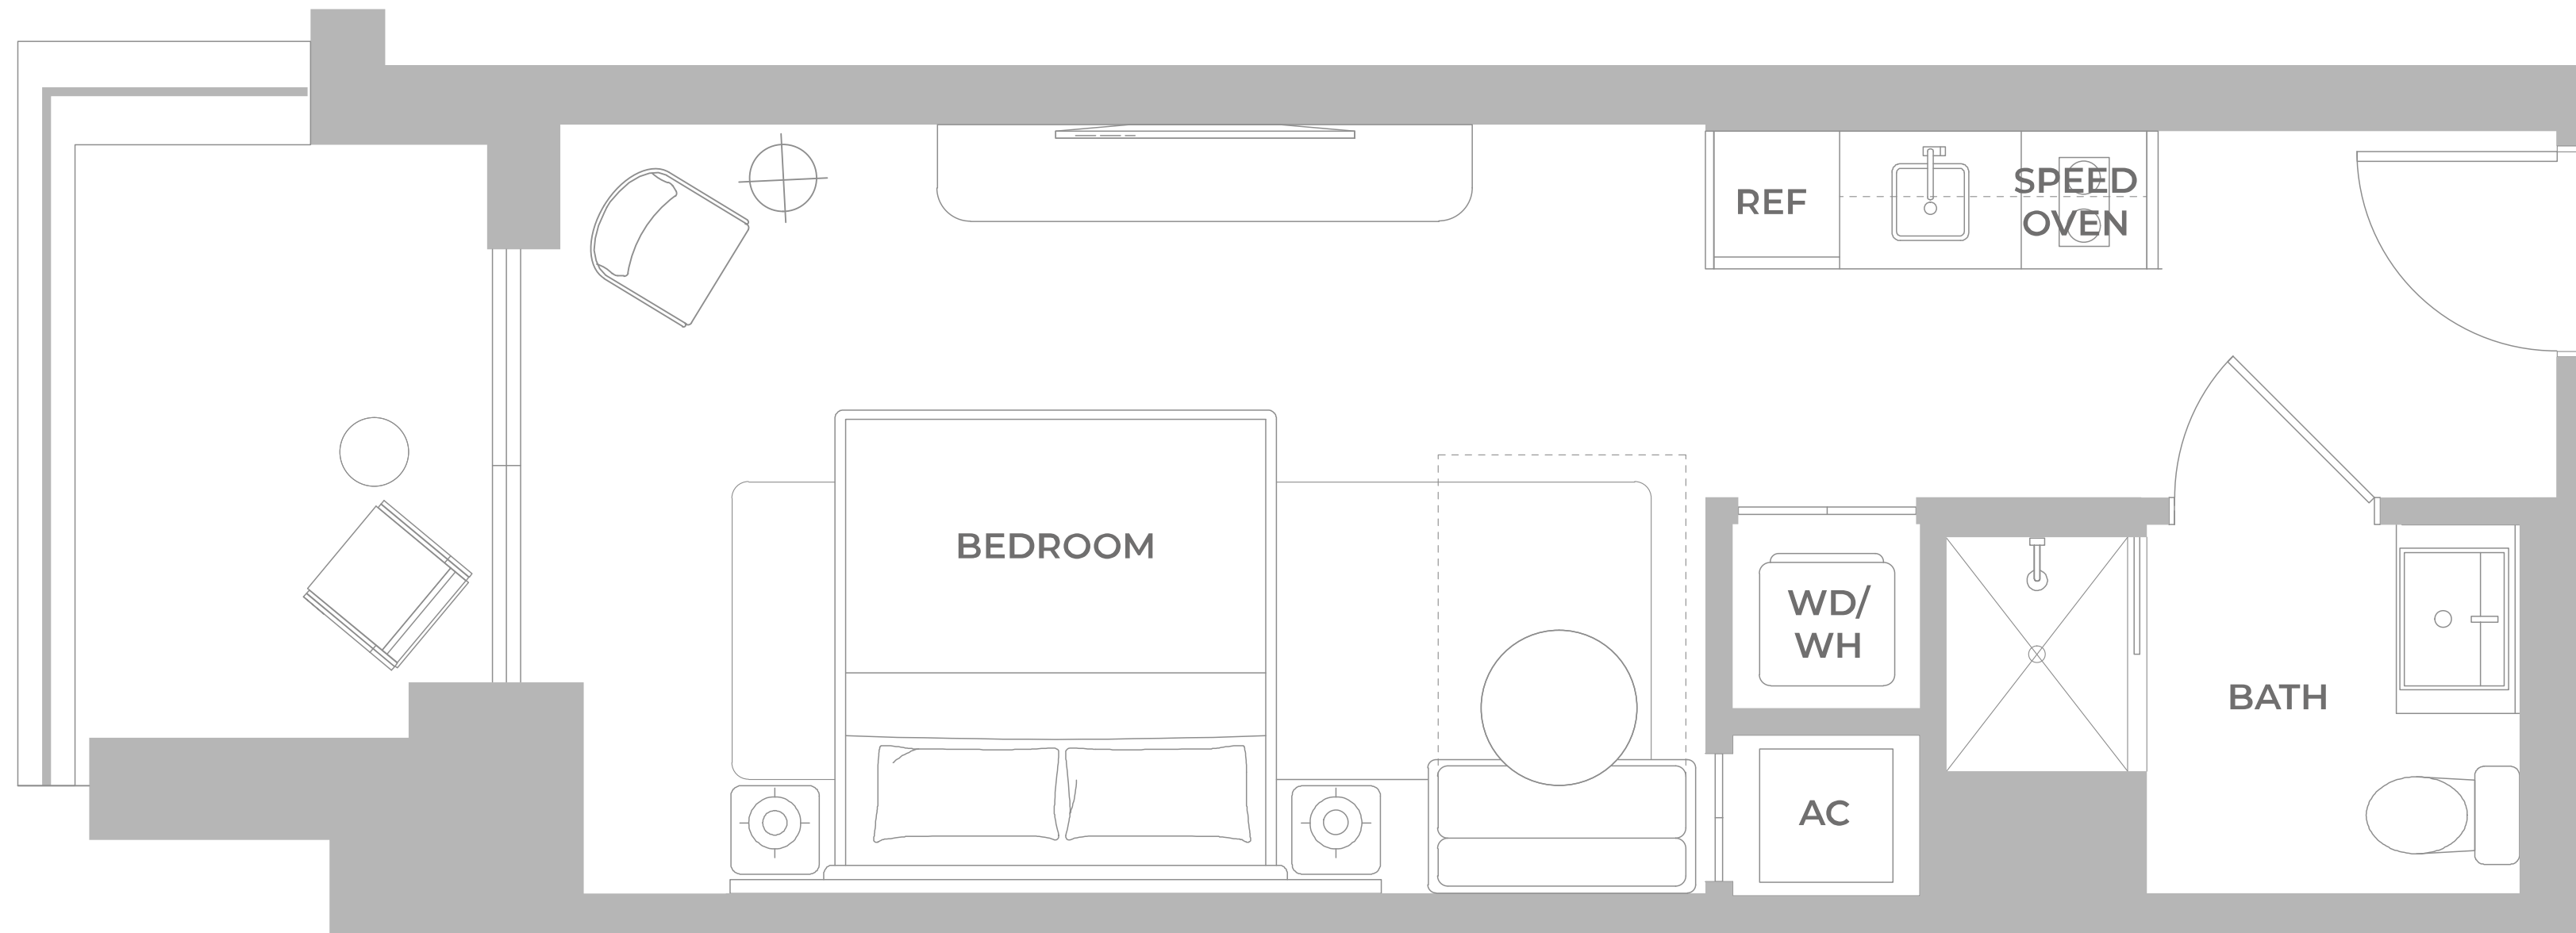 REF
SPEED
OVEN
BEDROOM
WD/
WH
BATH
AC